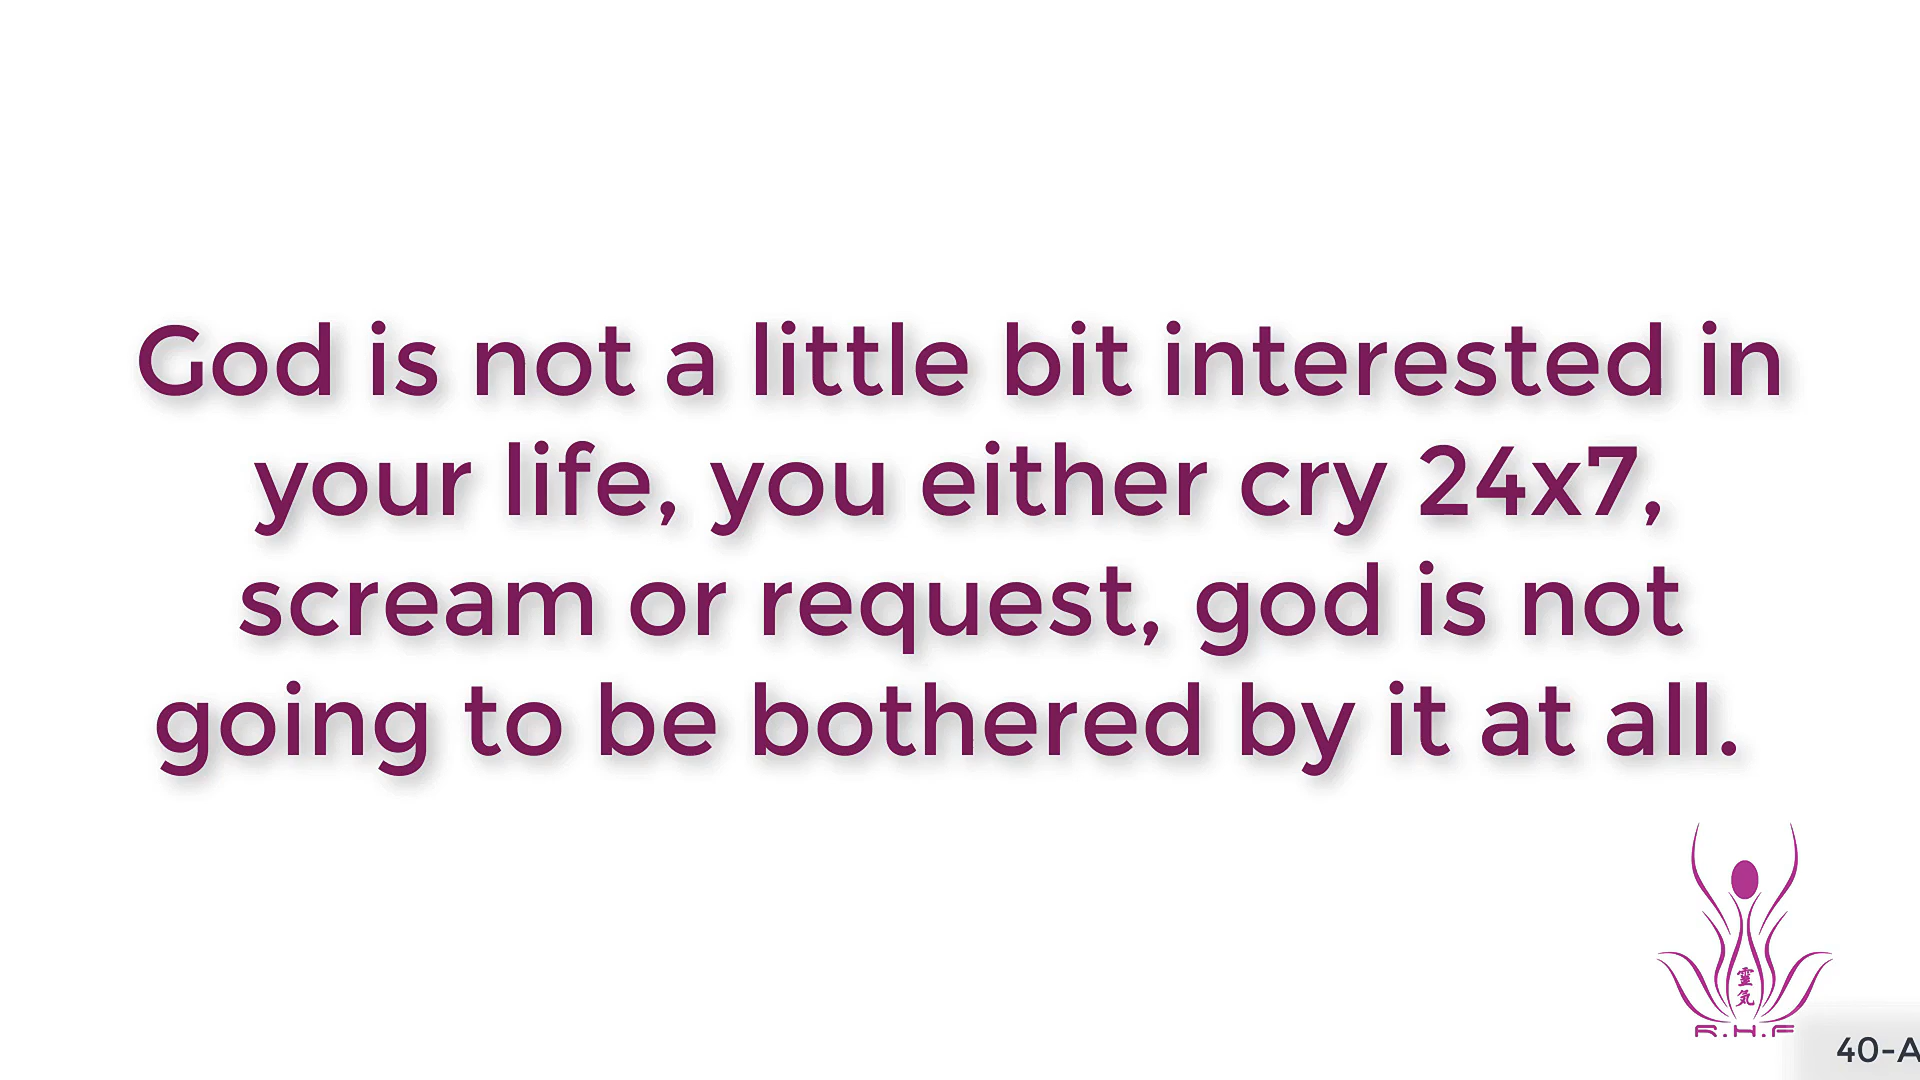 God is not a little bit interested in
your life, you either cry 24x7,
scream or request, god is not
going to be bothered by it at all.
靈
氣
R.H.F
40-A